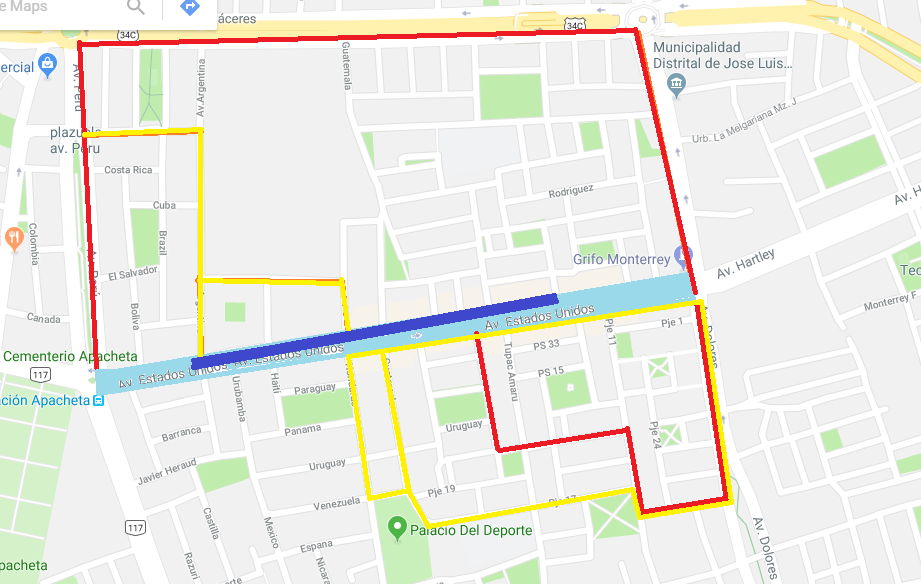 e Maps
áceres
34C
34C
Municipalidad
Distrital de Jose Luis...
ercial
Av. Peru
Av. Argentina
Guatemala
plazuela
av. Peru
Urb. La Melgariana Mz. J
Costa Rica
Rodriguez
Cuba
Av. H
Colombia
Brazil
Grifo Monterrey
Av. Hartley
El Salvador
Tec
Bolivia
Monterrey F
Canada
Av. Estados Unidos
Pje 1
Pje 11
Dolores
Cementerio Apacheta
Av. Estados Unidos
Av. Estados Unidos
PS 33
117
Tupac Amaru
PS 15
ción Apacheta
Urubamba
Haiti
Paraguay
Barranca
Panama
Uruguay
Pje 24
Javier Heraud
Uruguay
Venezuela
Pje 19
Pje 17
117
Castilla
Mexico
Palacio Del Deporte
Av. Dolores
Espana
Razuri
Nicara
pacheta